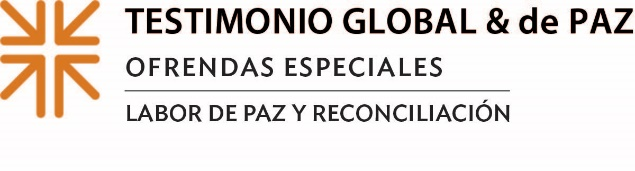 TESTIMONIO GLOBAL & de PAZ
OFRENDAS ESPECIALES
LABOR DE PAZ Y RECONCILIACIÓN